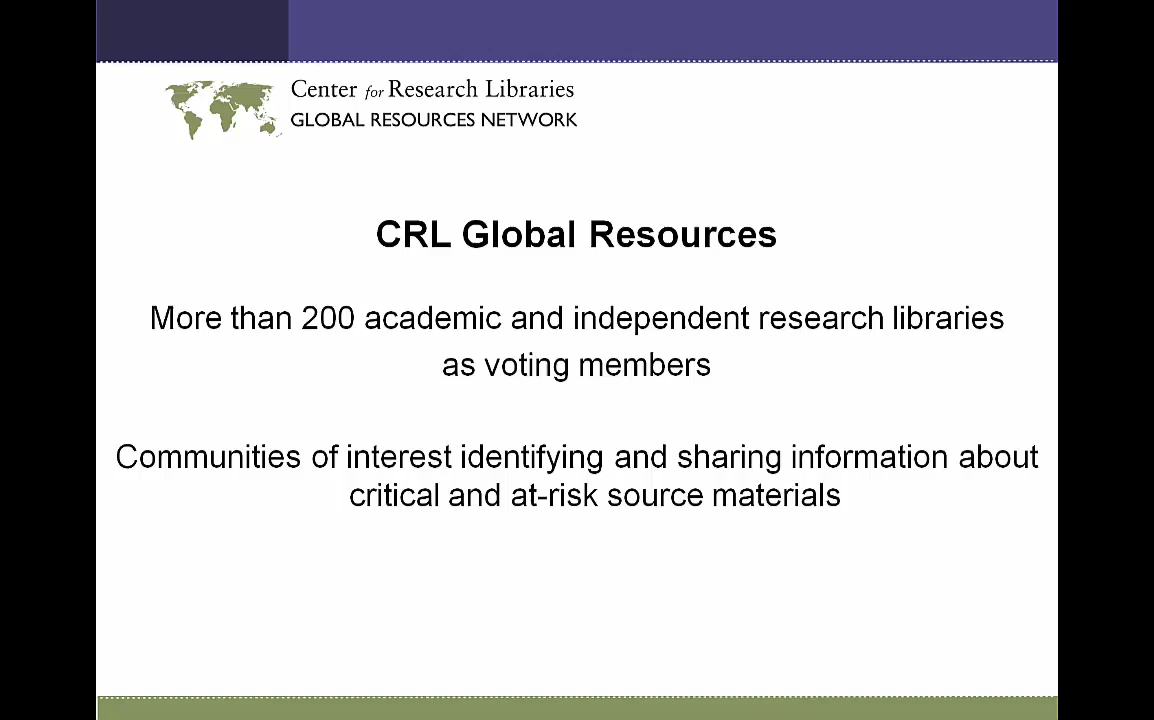 Center for Research Libraries
GLOBAL RESOURCES NETWORK
CRL Global Resources
More than 200 academic and independent research libraries
as voting members
Communities of interest identifying and sharing information about
critical and at-risk source materials